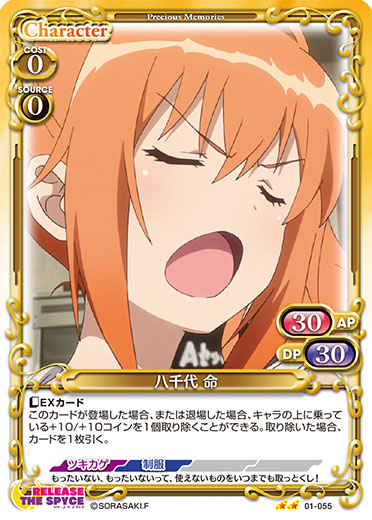 Precious Memories
Character
COST
0
SOURCE
0
30 AP
DP 30
八千代 命
EXカード
このカードが登場した場合、または退場した場合、キャラの上に乗って
いる+10/+10コインを1個取り除くことができる。取り除いた場合、
カードを1枚引く。
ツキカゲ 制服
もったいない、もったいないって、使えないものをいつまでも取っとくし!
RELEASE
THE SPYCE
©SORASAKI.F
01-055